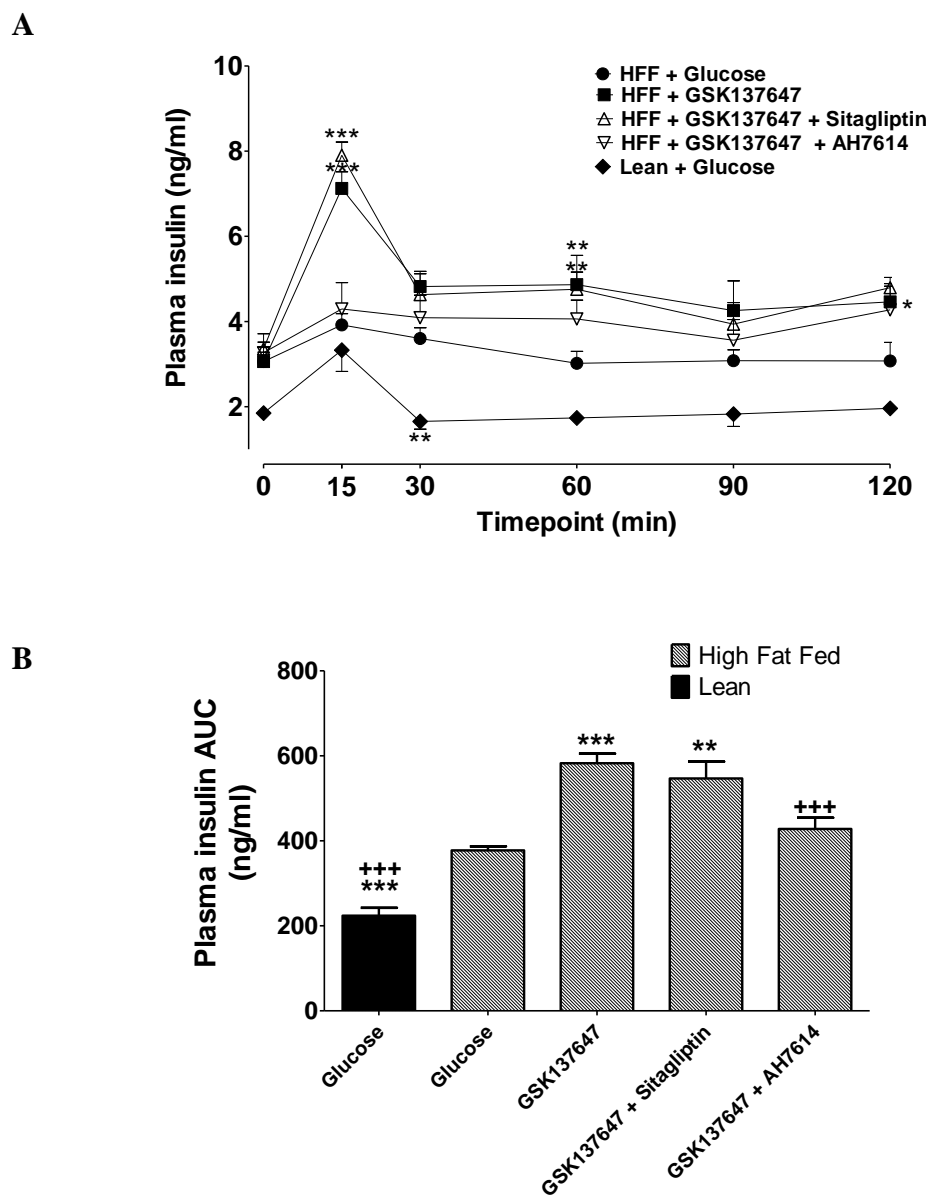 A
10
8
6
4
2
Plasma insulin (ng/ml)
HFF + Glucose
HFF + GSK137647
HFF + GSK137647 + Sitagliptin
HFF + GSK137647 + AH7614
Lean + Glucose
***
***
**
**
*
**
0 15 30 60 90 120
Timepoint (min)
B
High Fat Fed
Lean
800
600
400
200
0
Plasma insulin AUC
(ng/ml)
+++
***
***
**
+++
Glucose
Glucose
GSK137647
GSK137647 + Sitagliptin
GSK137647 + AH7614